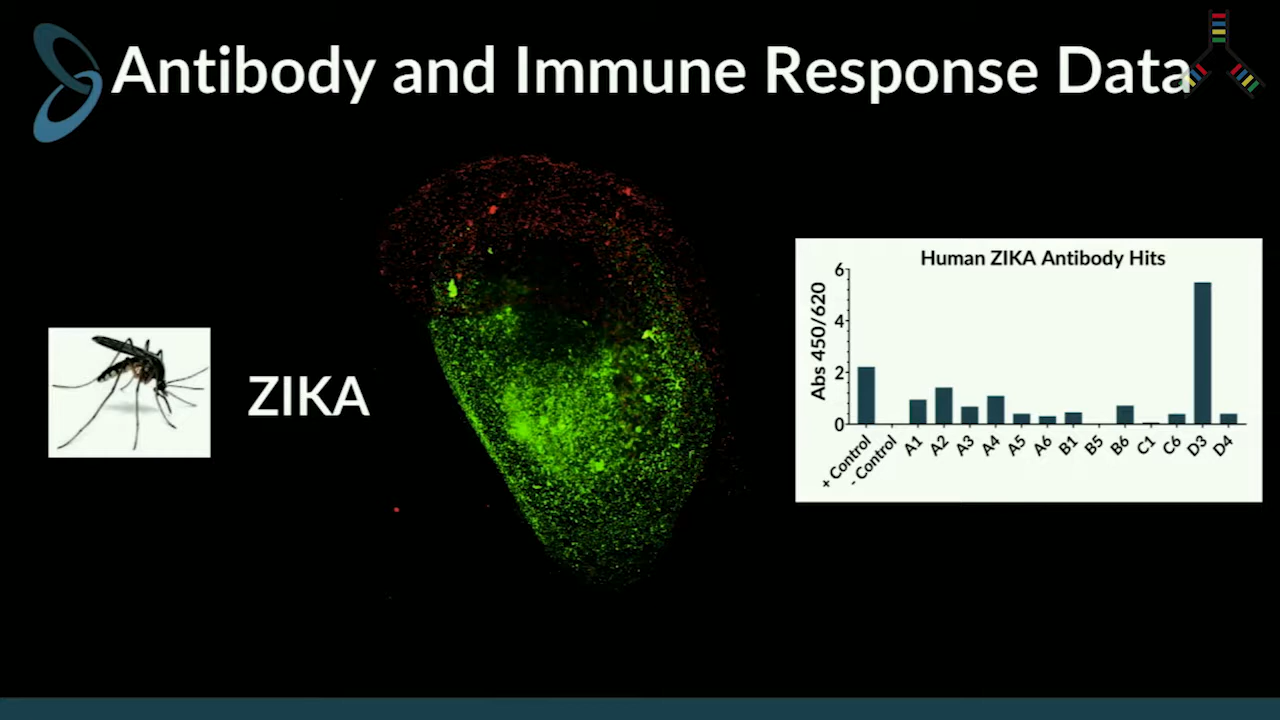 Antibody and Immune Response Data
ZIKA
Human ZIKA Antibody Hits
Abs 450/620
6
4
2
0
+ Control
- Control
A1
A2
A3
A4
A5
A6
B1
B5
B6
C1
C6
D3
D4